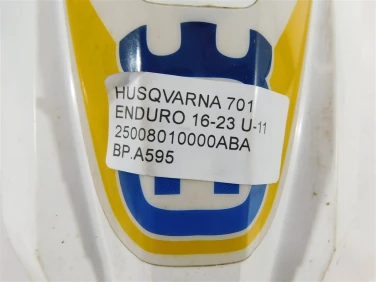 HUSQVARNA 701
ENDURO 16-23 U-11
25008010000ABA
BP.A595